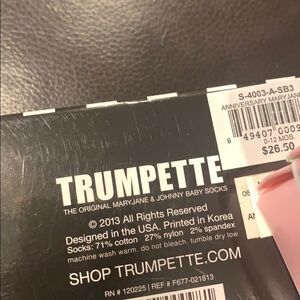 S-4003-A-SB3
ANNIVERSARY MARYJANE
6 49407 0009
0-12 MOS.
$26.50
TRUMPETTE
THE ORIGINAL MARYJANE & JOHNNY BABY SOCKS
© 2013 All Rights Reserved
Designed in the USA. Printed in Korea
Socks: 71% cotton 27% nylon 2% spandex
machine wash warm. do not bleach. tumble dry low
SHOP TRUMPETTE.COM
RN # 120225 | REF # F677-021813